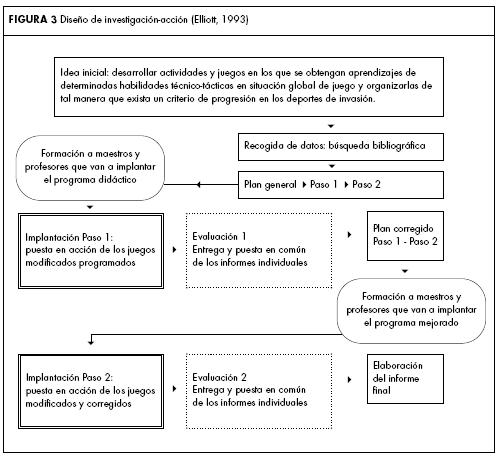 FIGURA 3 Diseño de investigación-acción (Elliott, 1993)
Idea inicial: desarrollar actividades y juegos en los que se obtengan aprendizajes de
determinadas habilidades técnico-tácticas en situación global de juego y organizarlas de
tal manera que exista un criterio de progresión en los deportes de invasión.
Recogida de datos: búsqueda bibliográfica
Formación a maestros y
profesores que van a implantar
el programa didáctico
Plan general Paso 1 Paso 2
Implantación Paso 1:
puesta en acción de los juegos
modificados programados
Evaluación 1
Entrega y puesta en común
de los informes individuales
Plan corregido
Paso 1 - Paso 2
Formación a maestros y
profesores que van a implantar
el programa mejorado
Implantación Paso 2:
puesta en acción de los juegos
modificados y corregidos
Evaluación 2
Entrega y puesta en común
de los informes individuales
Elaboración
del informe
final